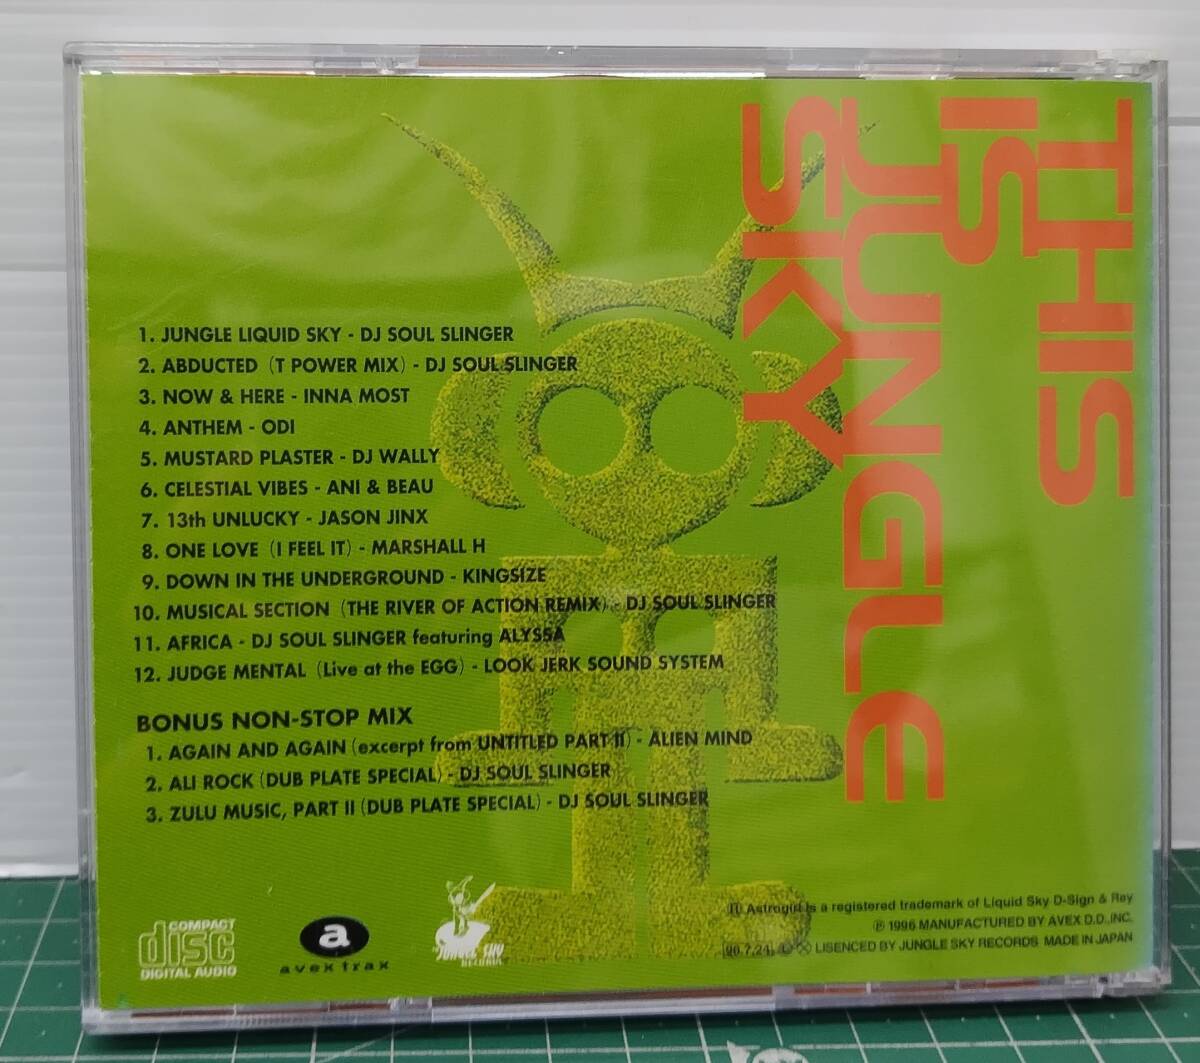 THIS
IS
JUNGLE
SKY
1. JUNGLE LIQUID SKY - DJ SOUL SLINGER
2. ABDUCTED (T POWER MIX) - DJ SOUL SLINGER
3. NOW & HERE - INNA MOST
4. ANTHEM - ODI
5. MUSTARD PLASTER - DJ WALLY
6. CELESTIAL VIBES - ANI & BEAU
7. 13th UNLUCKY - JASON JINX
8. ONE LOVE (I FEEL IT) - MARSHALL H
9. DOWN IN THE UNDERGROUND - KINGSIZE
10. MUSICAL SECTION (THE RIVER OF ACTION REMIX) - DJ SOUL SLINGER
11. AFRICA - DJ SOUL SLINGER featuring ALYSSA
12. JUDGE MENTAL (Live at the EGG) - LOOK JERK SOUND SYSTEM
BONUS NON-STOP MIX
1. AGAIN AND AGAIN (excerpt from UNTITLED PART II) - ALIEN MIND
2. ALI ROCK (DUB PLATE SPECIAL) - DJ SOUL SLINGER
3. ZULU MUSIC, PART II (DUB PLATE SPECIAL) - DJ SOUL SLINGER
COMPACT
disc
DIGITAL AUDIO
a
avex trax
JUNGLE SKY
RECORDS
Astrogirl is a registered trademark of Liquid Sky D-Sign & Rey
℗ 1996 MANUFACTURED BY AVEX D.D.,INC.
96.7.24 LISENCED BY JUNGLE SKY RECORDS MADE IN JAPAN